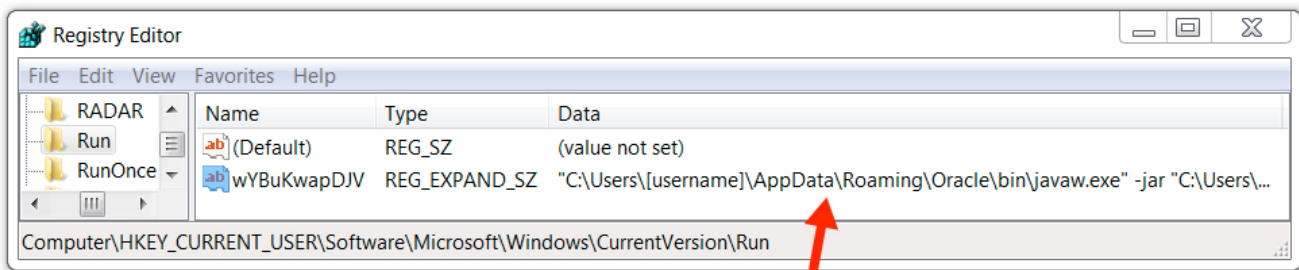 Registry Editor
File Edit View Favorites Help
RADAR
Run
RunOnce
Name Type Data
(Default) REG_SZ (value not set)
wYBuKwapDJV REG_EXPAND_SZ "C:\Users\[username]\AppData\Roaming\Oracle\bin\javaw.exe" -jar "C:\Users\...
Computer\HKEY_CURRENT_USER\Software\Microsoft\Windows\CurrentVersion\Run